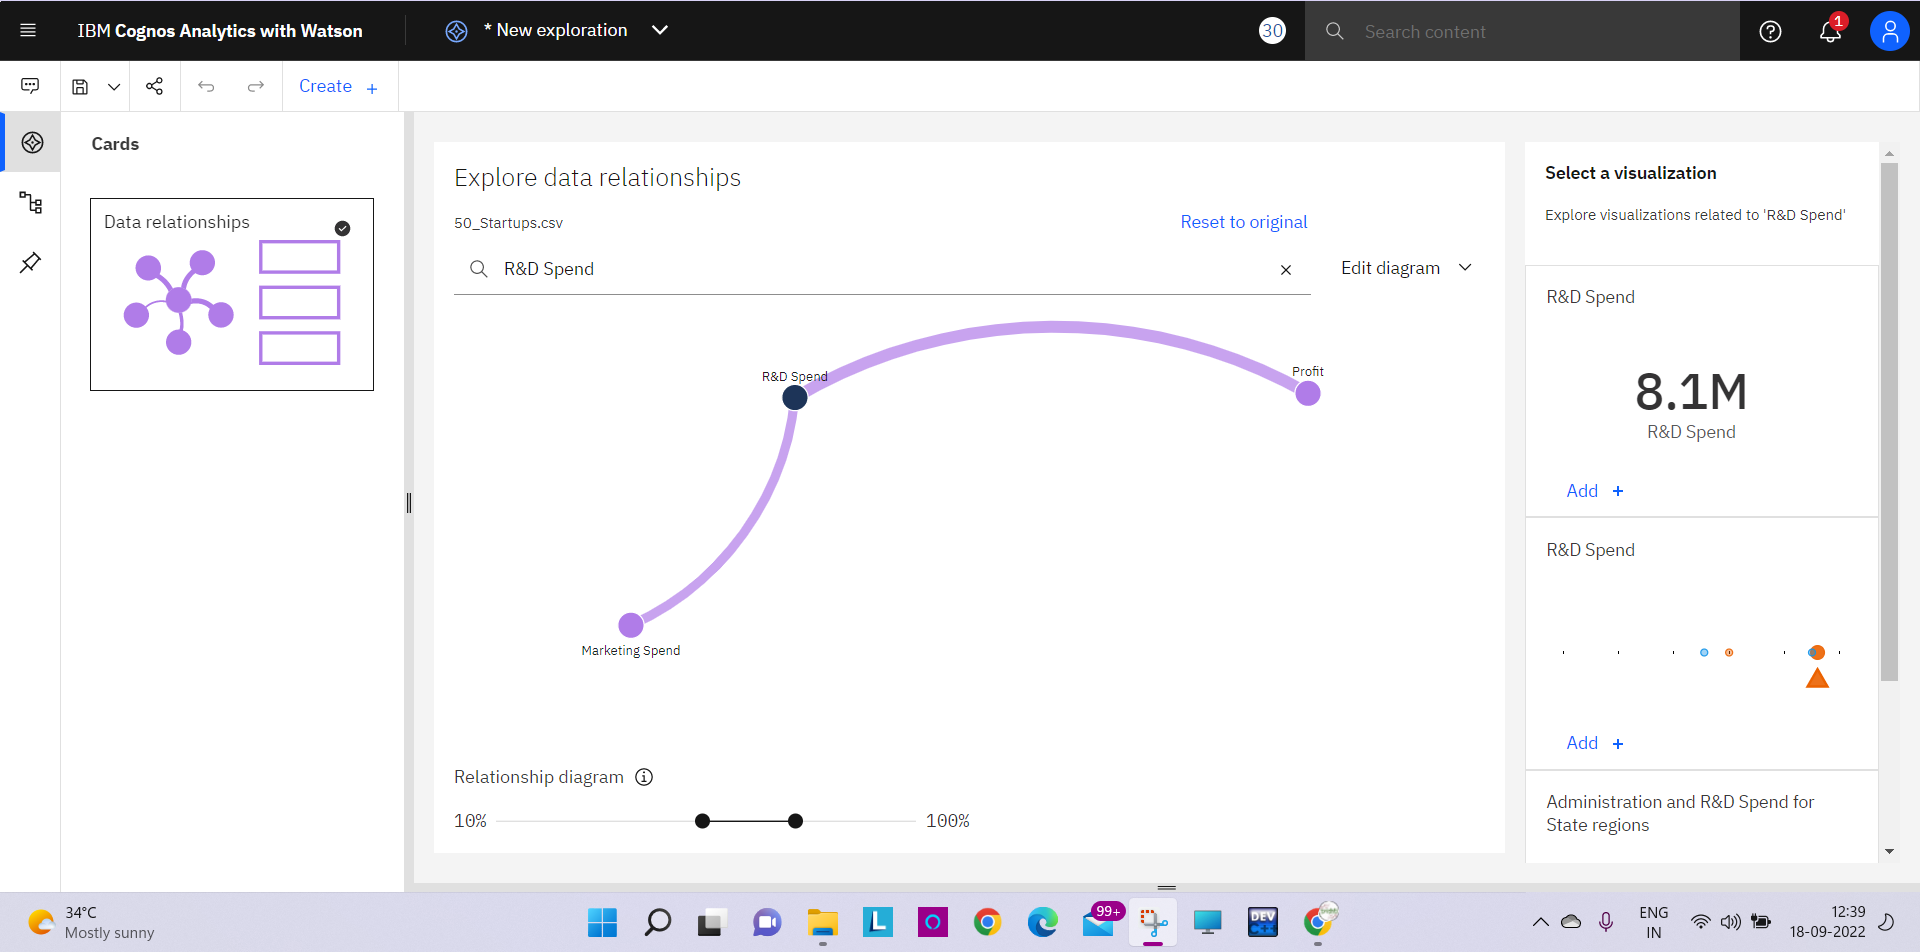 IBM Cognos Analytics with Watson
* New exploration
30
Search content
1
Create +
Cards
Data relationships
Explore data relationships
50_Startups.csv
Reset to original
R&D Spend
Edit diagram
R&D Spend
Profit
Marketing Spend
Relationship diagram
10%
100%
Select a visualization
Explore visualizations related to 'R&D Spend'
R&D Spend
8.1M
R&D Spend
Add +
R&D Spend
Add +
Administration and R&D Spend for
State regions
34°C
Mostly sunny
L
99+
DEV
C++
ENG
IN
12:39
18-09-2022